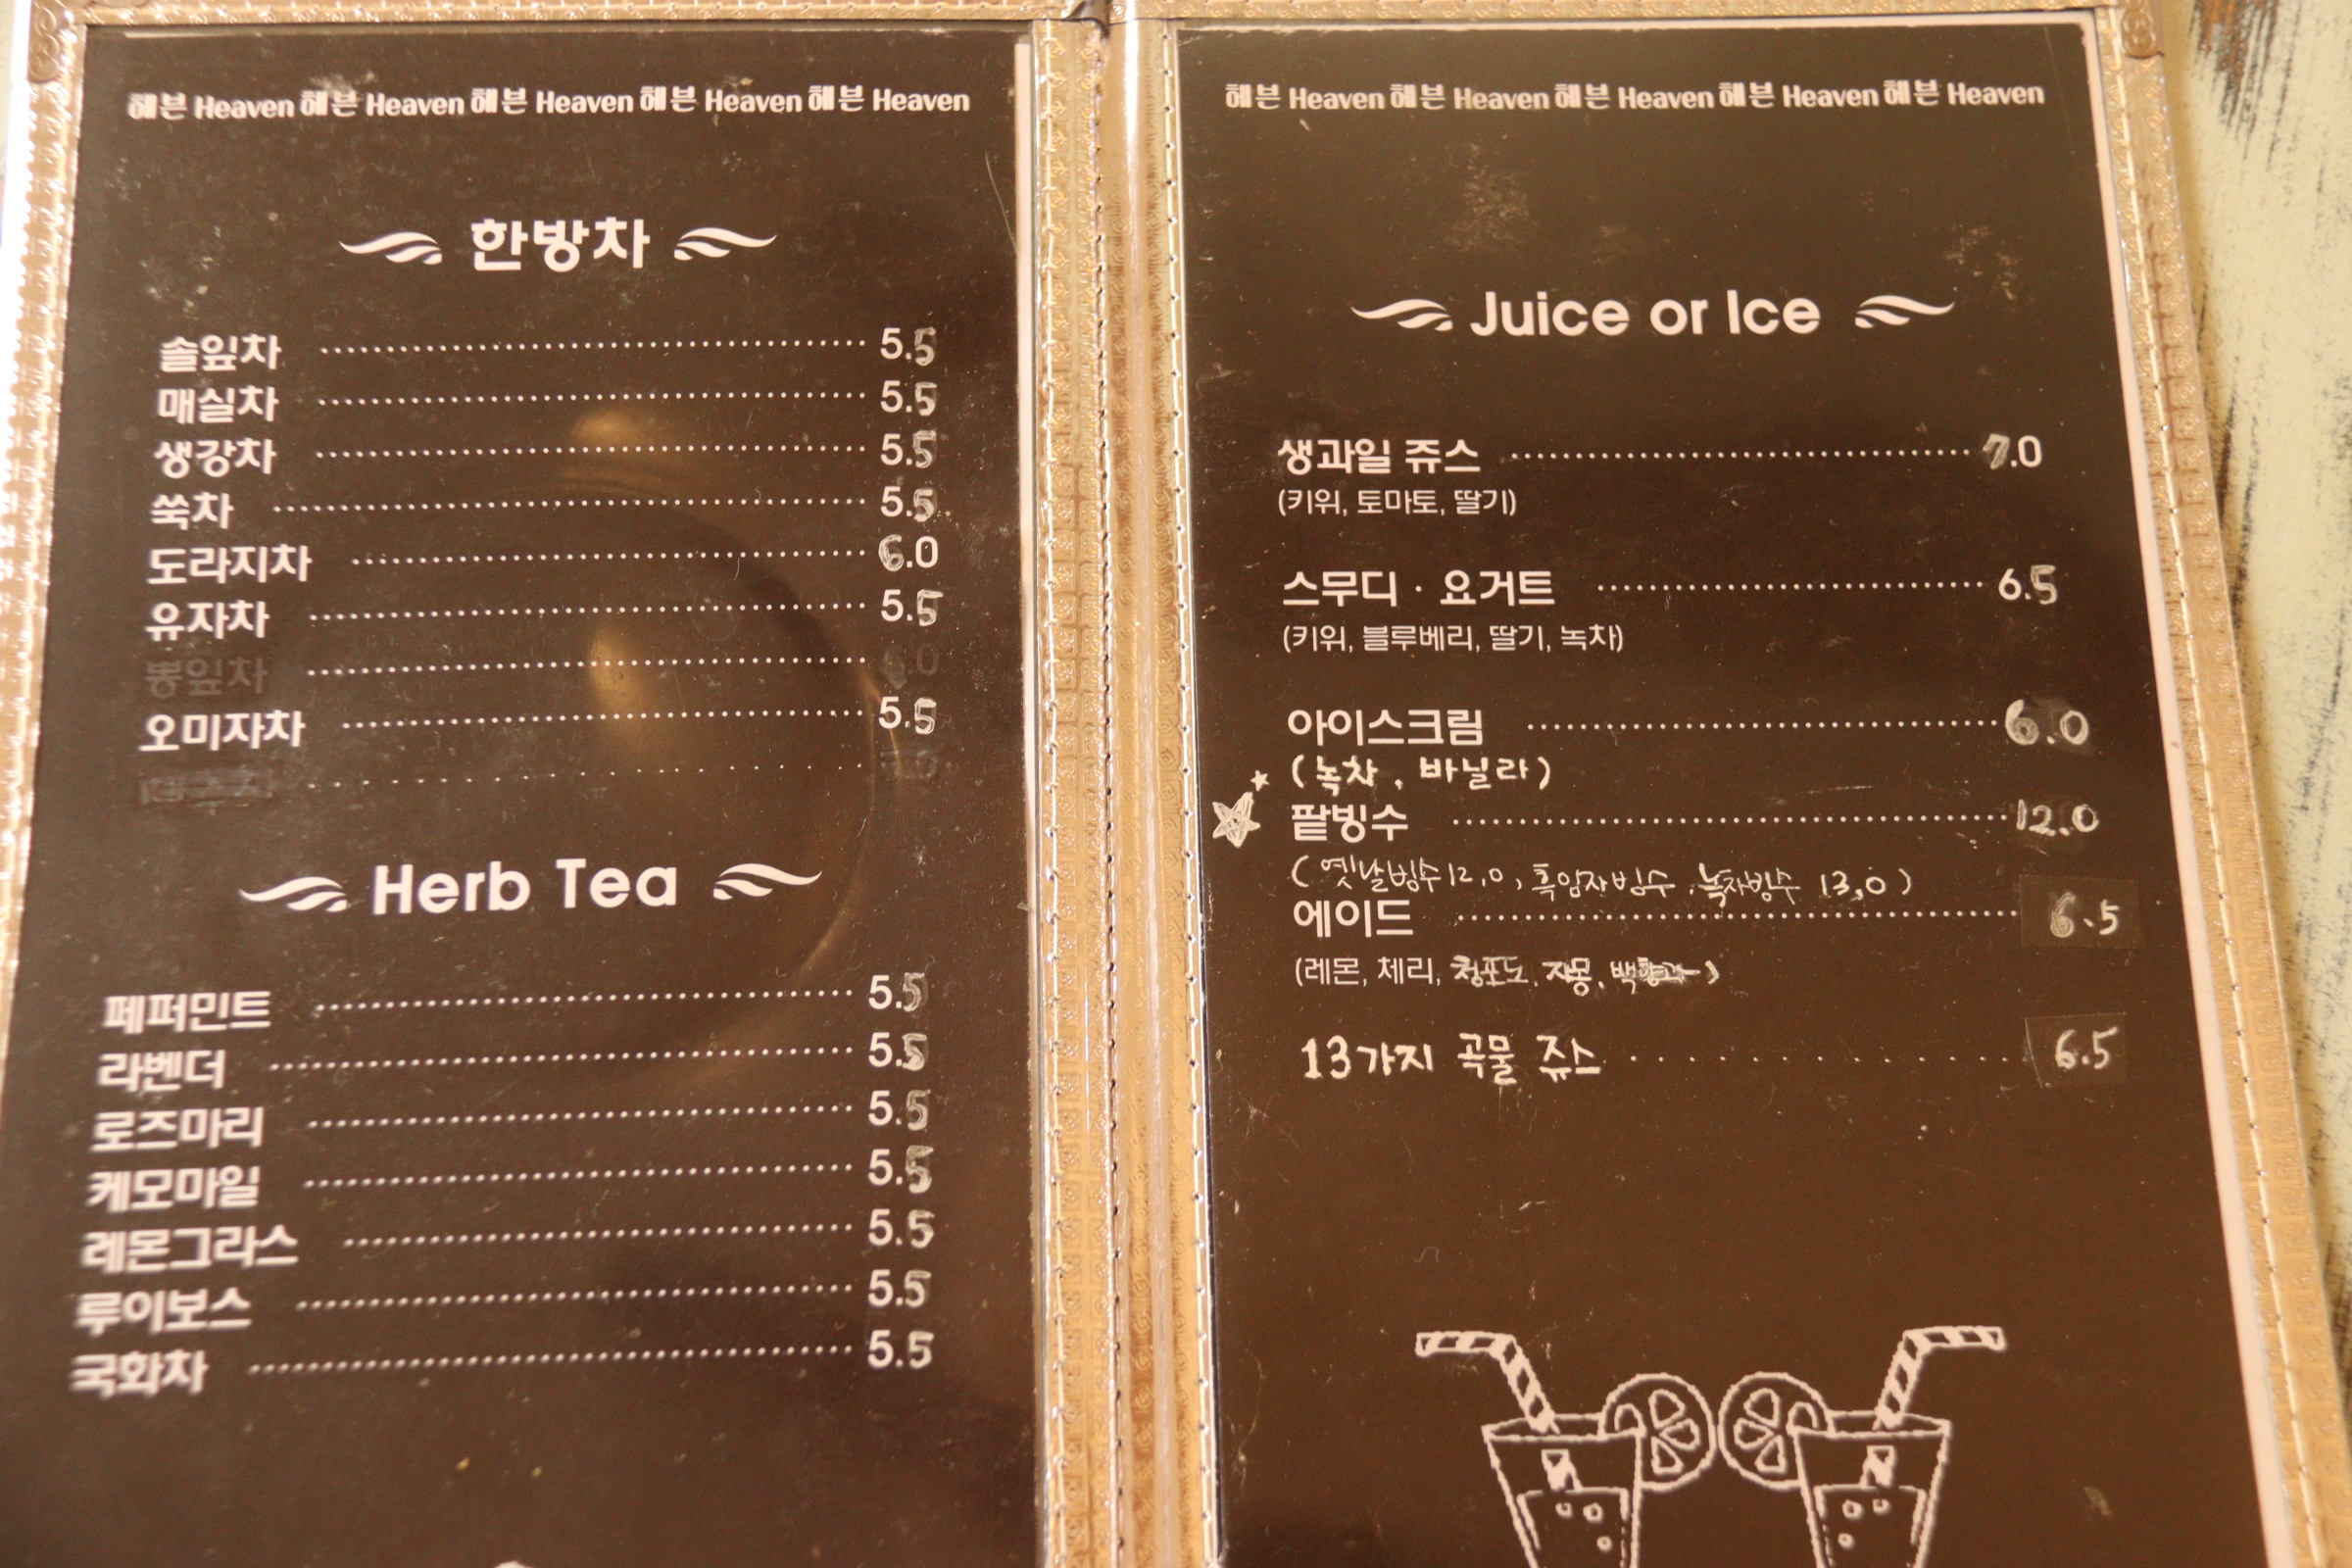 헤븐 Heaven 헤븐 Heaven 헤븐 Heaven 헤븐 Heaven 헤븐 Heaven
한방차
솔잎차 5.5
매실차 5.5
생강차 5.5
쑥차 5.5
도라지차 6.0
유자차 5.5
뽕잎차 6.0
오미자차 5.5
Herb Tea
페퍼민트 5.5
라벤더 5.5
로즈마리 5.5
케모마일 5.5
레몬그라스 5.5
루이보스 5.5
국화차 5.5
헤븐 Heaven 헤븐 Heaven 헤븐 Heaven 헤븐 Heaven 헤븐 Heaven
Juice or Ice
생과일 쥬스 7.0
(키위, 토마토, 딸기)
스무디 · 요거트 6.5
(키위, 블루베리, 딸기, 녹차)
아이스크림 6.0
(녹차, 바닐라)
팥빙수 12.0
(옛날빙수 12,0, 흑임자빙수, 녹차빙수 13,0)
에이드 6.5
(레몬, 체리, 청포도, 자몽, 백향과)
13가지 곡물 쥬스 6.5